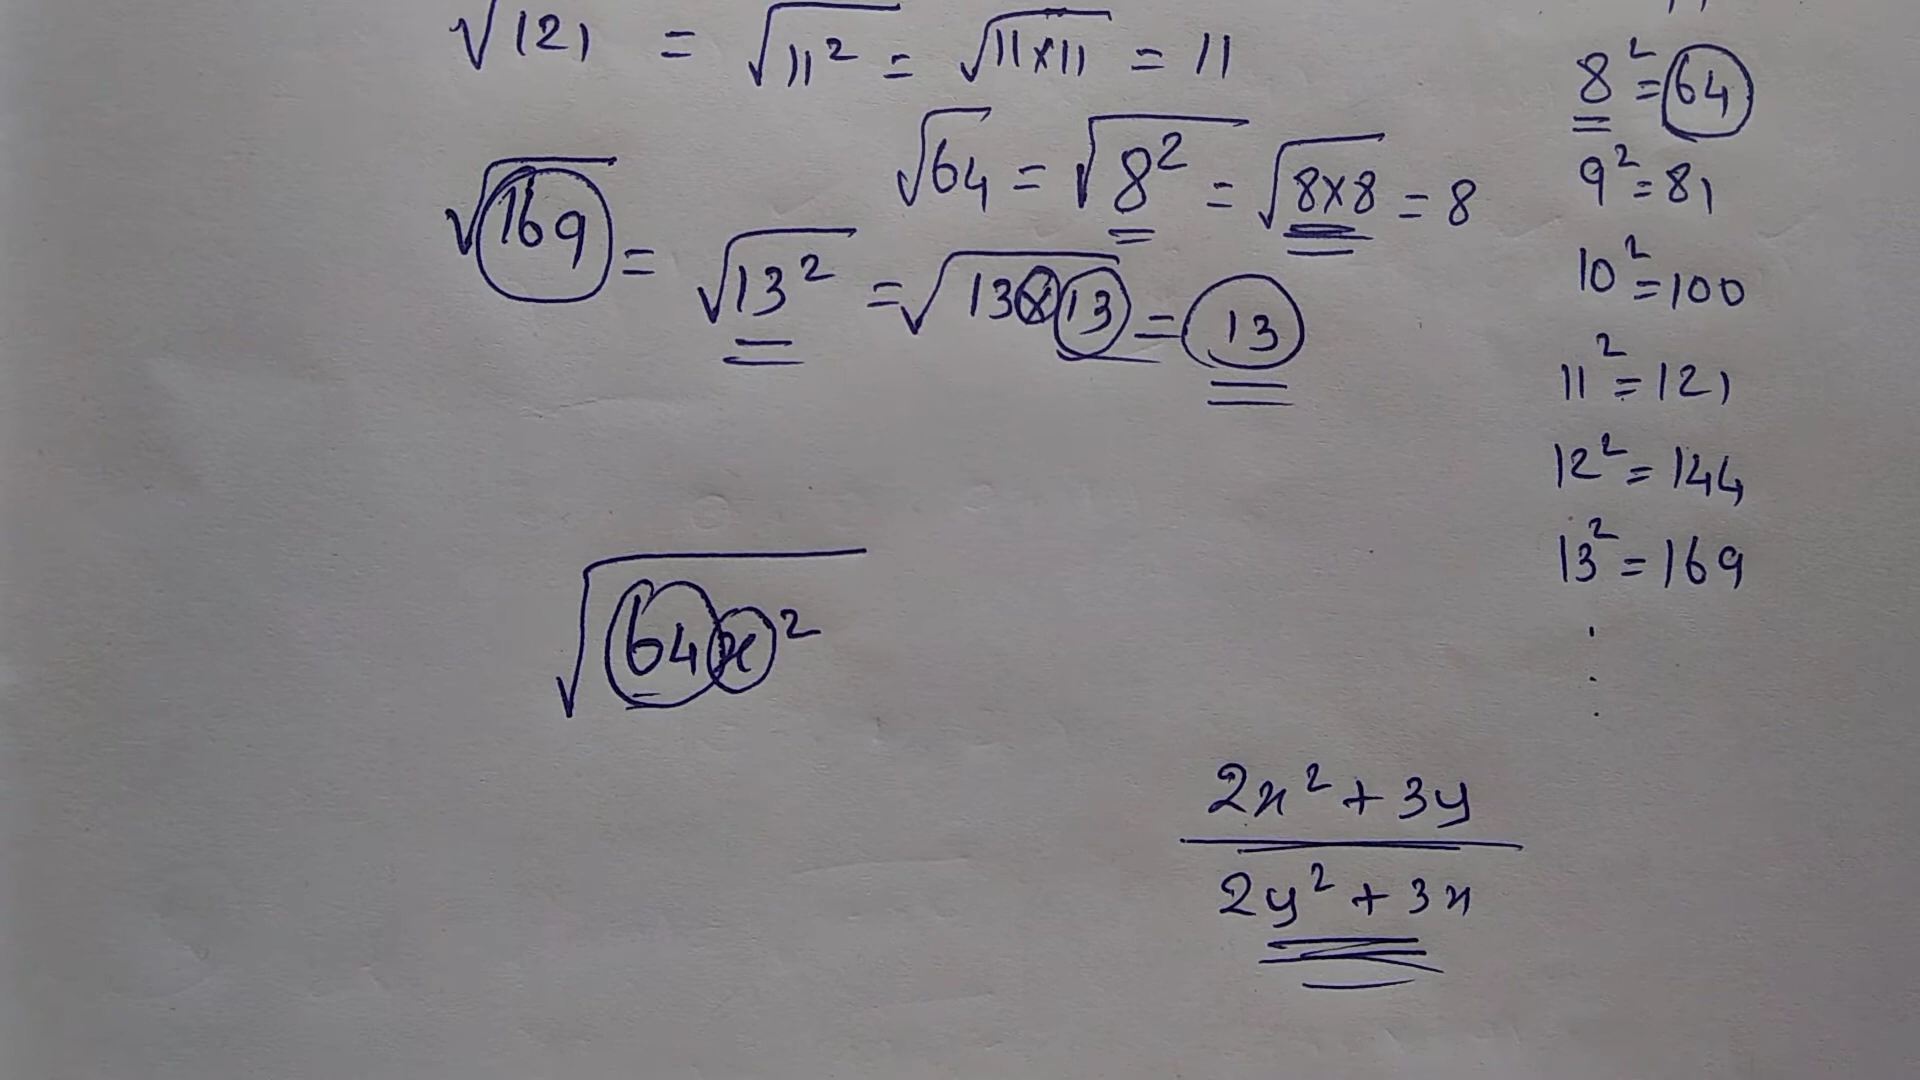 √121 = √11² = √11×11 = 11
√64 = √8² = √8×8 = 8
√169 = √13² = √13×13 = 13
√64x²
2x² + 3y
2y² + 3x
8² = 64
9² = 81
10² = 100
11² = 121
12² = 144
13² = 169